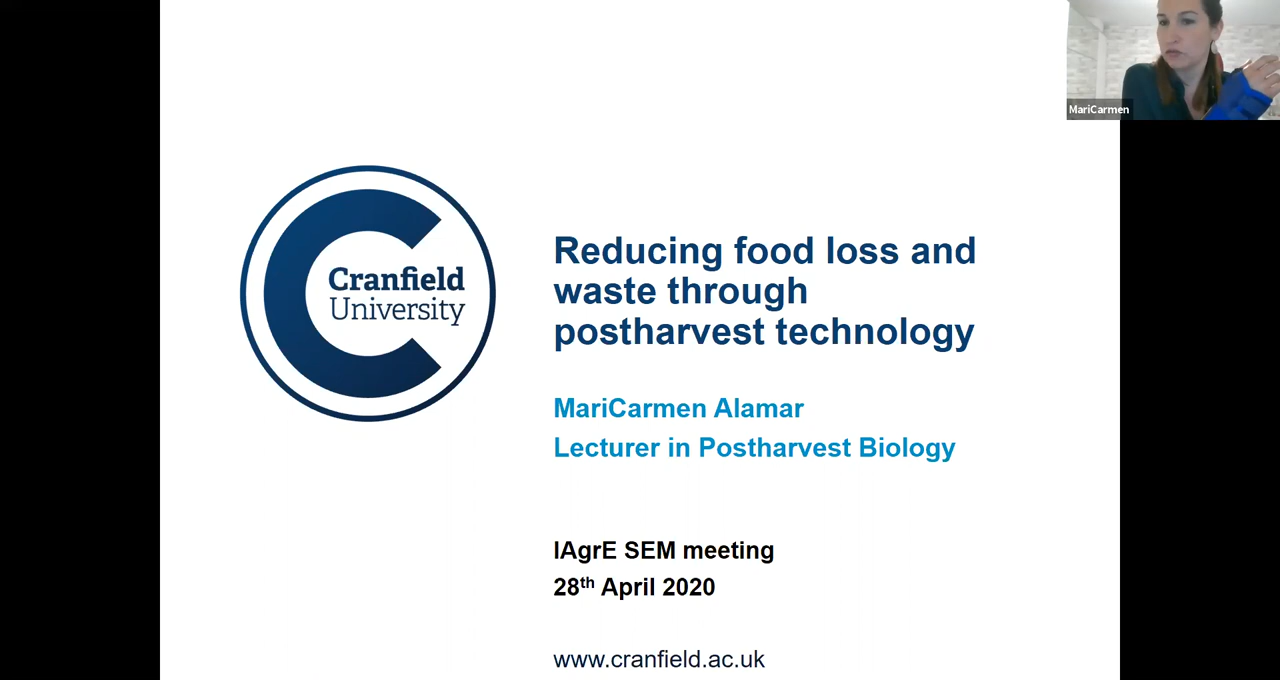 MariCarmen
Cranfield
University
Reducing food loss and
waste through
postharvest technology
MariCarmen Alamar
Lecturer in Postharvest Biology
IAgrE SEM meeting
28th April 2020
www.cranfield.ac.uk